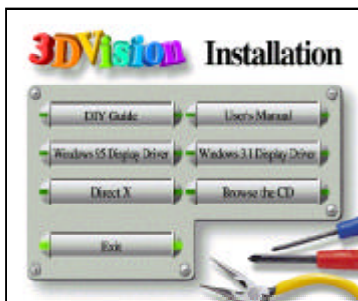 3DVision Installation
DIY Guide
User's Manual
Windows 95 Display Driver
Windows 3.1 Display Driver
Direct X
Browse the CD
Exit